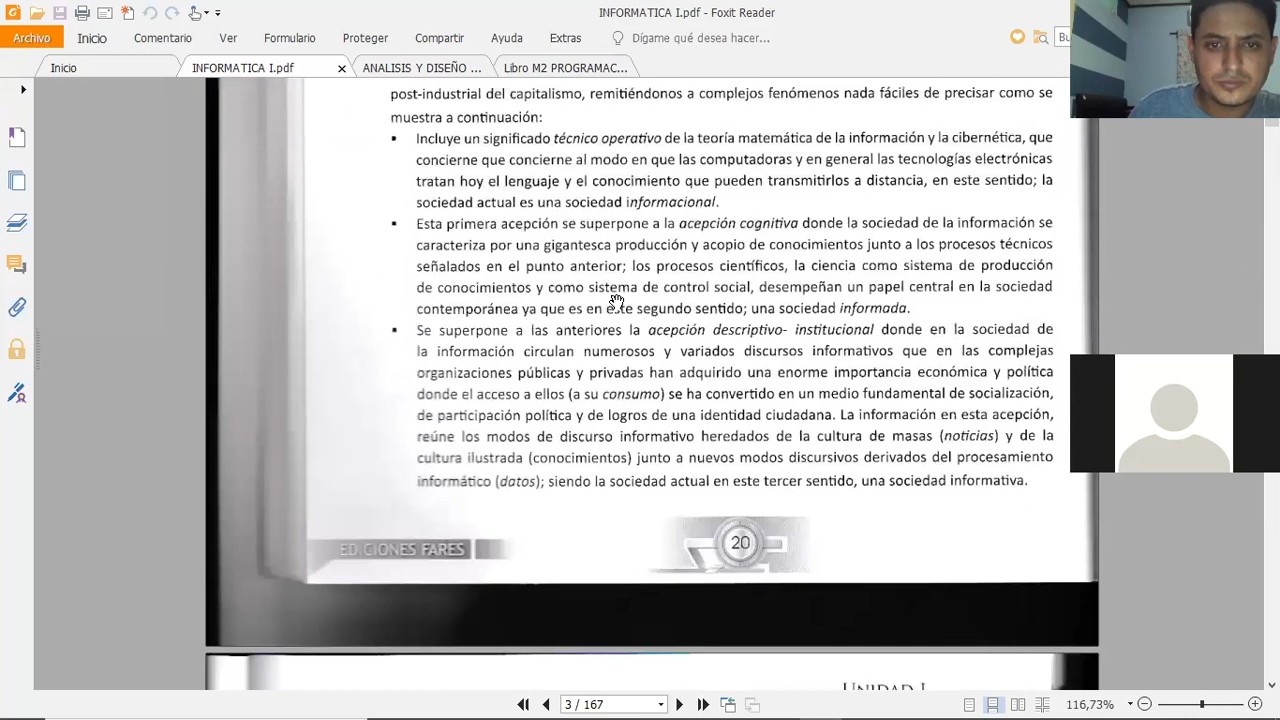 INFORMATICA I.pdf - Foxit Reader
Archivo Inicio Comentario Ver Formulario Proteger Compartir Ayuda Extras Dígame qué desea hacer... Bu
Inicio INFORMATICA I.pdf ANALISIS Y DISEÑO ... Libro M2 PROGRAMAC...
post-industrial del capitalismo, remitiéndonos a complejos fenómenos nada fáciles de precisar como se
muestra a continuación:
▪ Incluye un significado técnico operativo de la teoría matemática de la información y la cibernética, que
concierne que concierne al modo en que las computadoras y en general las tecnologías electrónicas
tratan hoy el lenguaje y el conocimiento que pueden transmitirlos a distancia, en este sentido; la
sociedad actual es una sociedad informacional.
▪ Esta primera acepción se superpone a la acepción cognitiva donde la sociedad de la información se
caracteriza por una gigantesca producción y acopio de conocimientos junto a los procesos técnicos
señalados en el punto anterior; los procesos científicos, la ciencia como sistema de producción
de conocimientos y como sistema de control social, desempeñan un papel central en la sociedad
contemporánea ya que es en este segundo sentido; una sociedad informada.
▪ Se superpone a las anteriores la acepción descriptivo- institucional donde en la sociedad de
la información circulan numerosos y variados discursos informativos que en las complejas
organizaciones públicas y privadas han adquirido una enorme importancia económica y política
donde el acceso a ellos (a su consumo) se ha convertido en un medio fundamental de socialización,
de participación política y de logros de una identidad ciudadana. La información en esta acepción,
reúne los modos de discurso informativo heredados de la cultura de masas (noticias) y de la
cultura ilustrada (conocimientos) junto a nuevos modos discursivos derivados del procesamiento
informático (datos); siendo la sociedad actual en este tercer sentido, una sociedad informativa.
EDICIONES FARES
20
UNIDAD I
3 / 167
116,73%